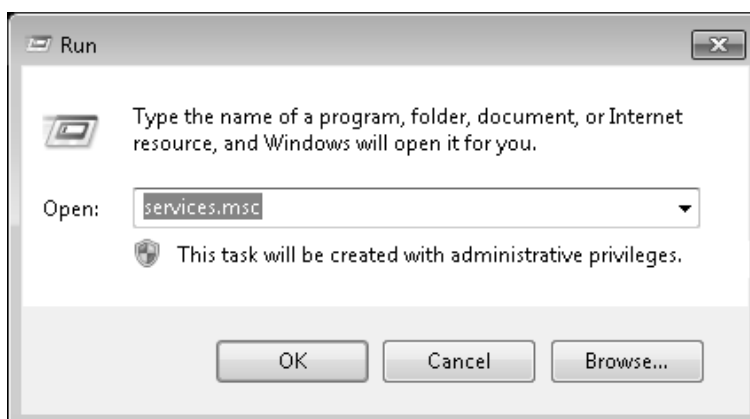 Run
Type the name of a program, folder, document, or Internet
resource, and Windows will open it for you.
Open: services.msc
This task will be created with administrative privileges.
OK Cancel Browse...